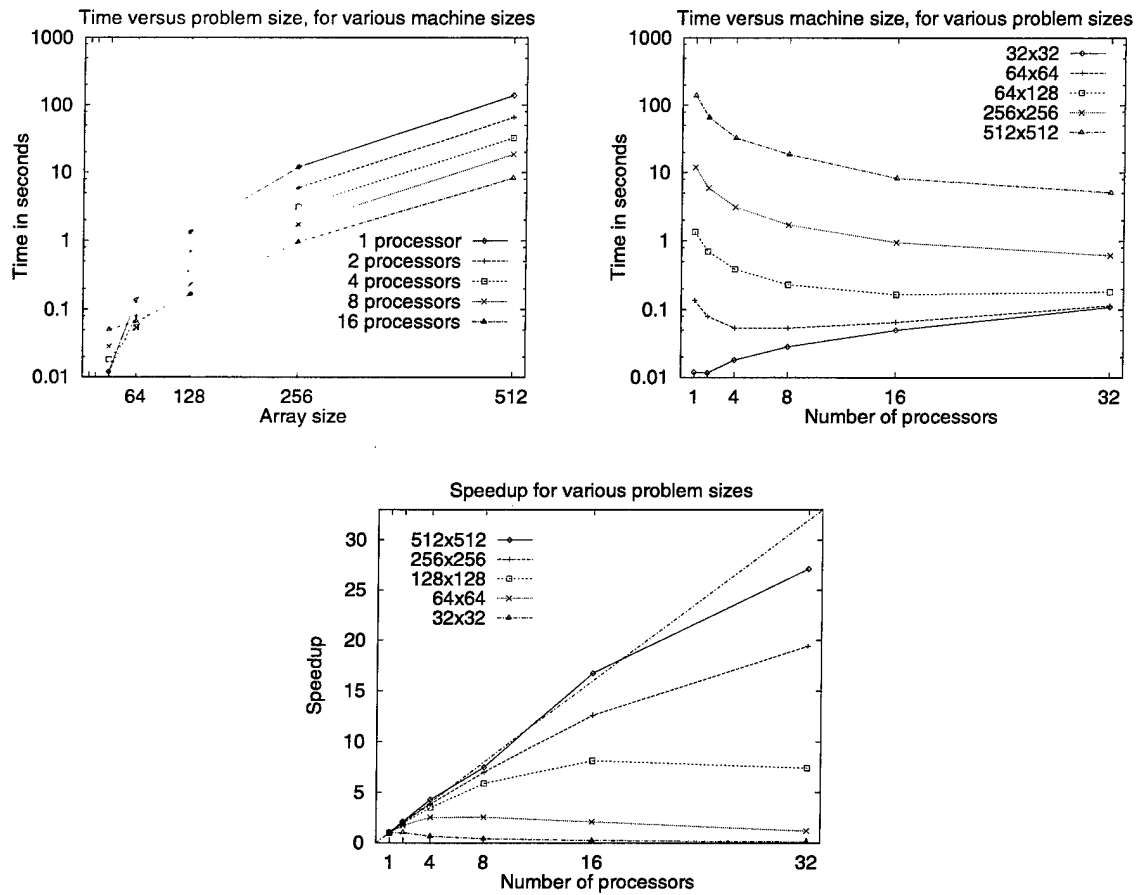 Time versus problem size, for various machine sizes
1000
100
10
1
0.1
0.01
Time in seconds
1 processor
2 processors
4 processors
8 processors
16 processors
64
128
256
512
Array size
Time versus machine size, for various problem sizes
1000
100
10
1
0.1
0.01
Time in seconds
32x32
64x64
64x128
256x256
512x512
1
4
8
16
32
Number of processors
Speedup for various problem sizes
30
25
20
15
10
5
0
Speedup
512x512
256x256
128x128
64x64
32x32
1
4
8
16
32
Number of processors